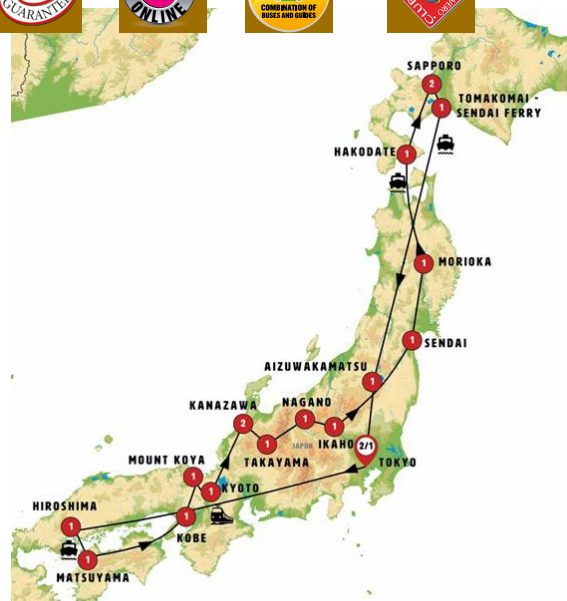 GUARANTEE
ONLINE
COMBINATION OF
BUSES AND GUIDES
SAPPORO
2
TOMAKOMAI -
SENDAI FERRY
1
HAKODATE
1
MORIOKA
1
SENDAI
1
AIZUWAKAMATSU
1
NAGANO
1
KANAZAWA
2
IKAHO
1
JAPÓN
2/1
TOKYO
TAKAYAMA
1
MOUNT KOYA
1
KYOTO
1
HIROSHIMA
1
KOBE
1
MATSUYAMA
1